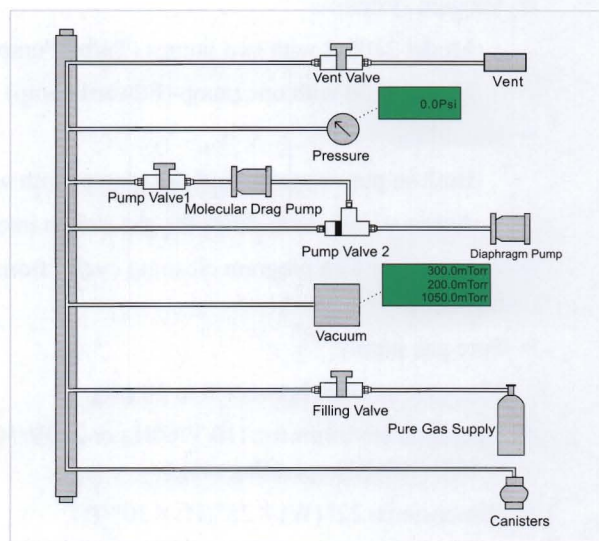 Vent Valve
Vent
0.0Psi
Pressure
Pump Valve1
Molecular Drag Pump
Pump Valve 2
Diaphragm Pump
300.0mTorr
200.0mTorr
1050.0mTorr
Vacuum
Filling Valve
Pure Gas Supply
Canisters